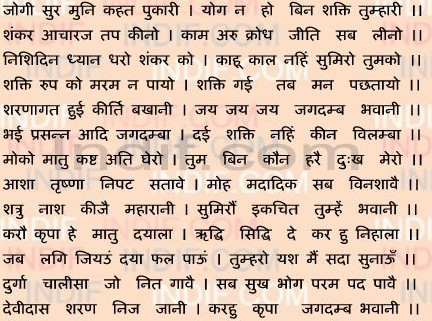 जोगी सुर मुनि कहत पुकारी । योग न हो बिन शक्ति तुम्हारी ।।
शंकर आचारज तप कीनो । काम अरु क्रोध जीति सब लीनो ।।
निशिदिन ध्यान धरो शंकर को । काहू काल नहिं सुमिरो तुमको ।।
शक्ति रुप को मरम न पायो । शक्ति गई तब मन पछतायो ।।
शरणागत हुई कीर्ति बखानी । जय जय जय जगदम्ब भवानी ।।
भई प्रसन्न आदि जगदम्बा । दई शक्ति नहिं कीन विलम्बा ।।
मोको मातु कष्ट अति घेरो । तुम बिन कौन हरै दुःख मेरो ।।
आशा तृष्णा निपट सतावे । मोह मदादिक सब विनशावै ।।
शत्रु नाश कीजै महारानी । सुमिरौं इकचित तुम्हें भवानी ।।
करौ कृपा हे मातु दयाला । ऋद्धि सिद्धि दे कर हु निहाला ।।
जब लगि जियउं दया फल पाऊं । तुम्हरो यश मैं सदा सुनाऊँ ।।
दुर्गा चालीसा जो नित गावै । सब सुख भोग परम पद पावै ।।
देवीदास शरण निज जानी । करहु कृपा जगदम्ब भवानी ।।